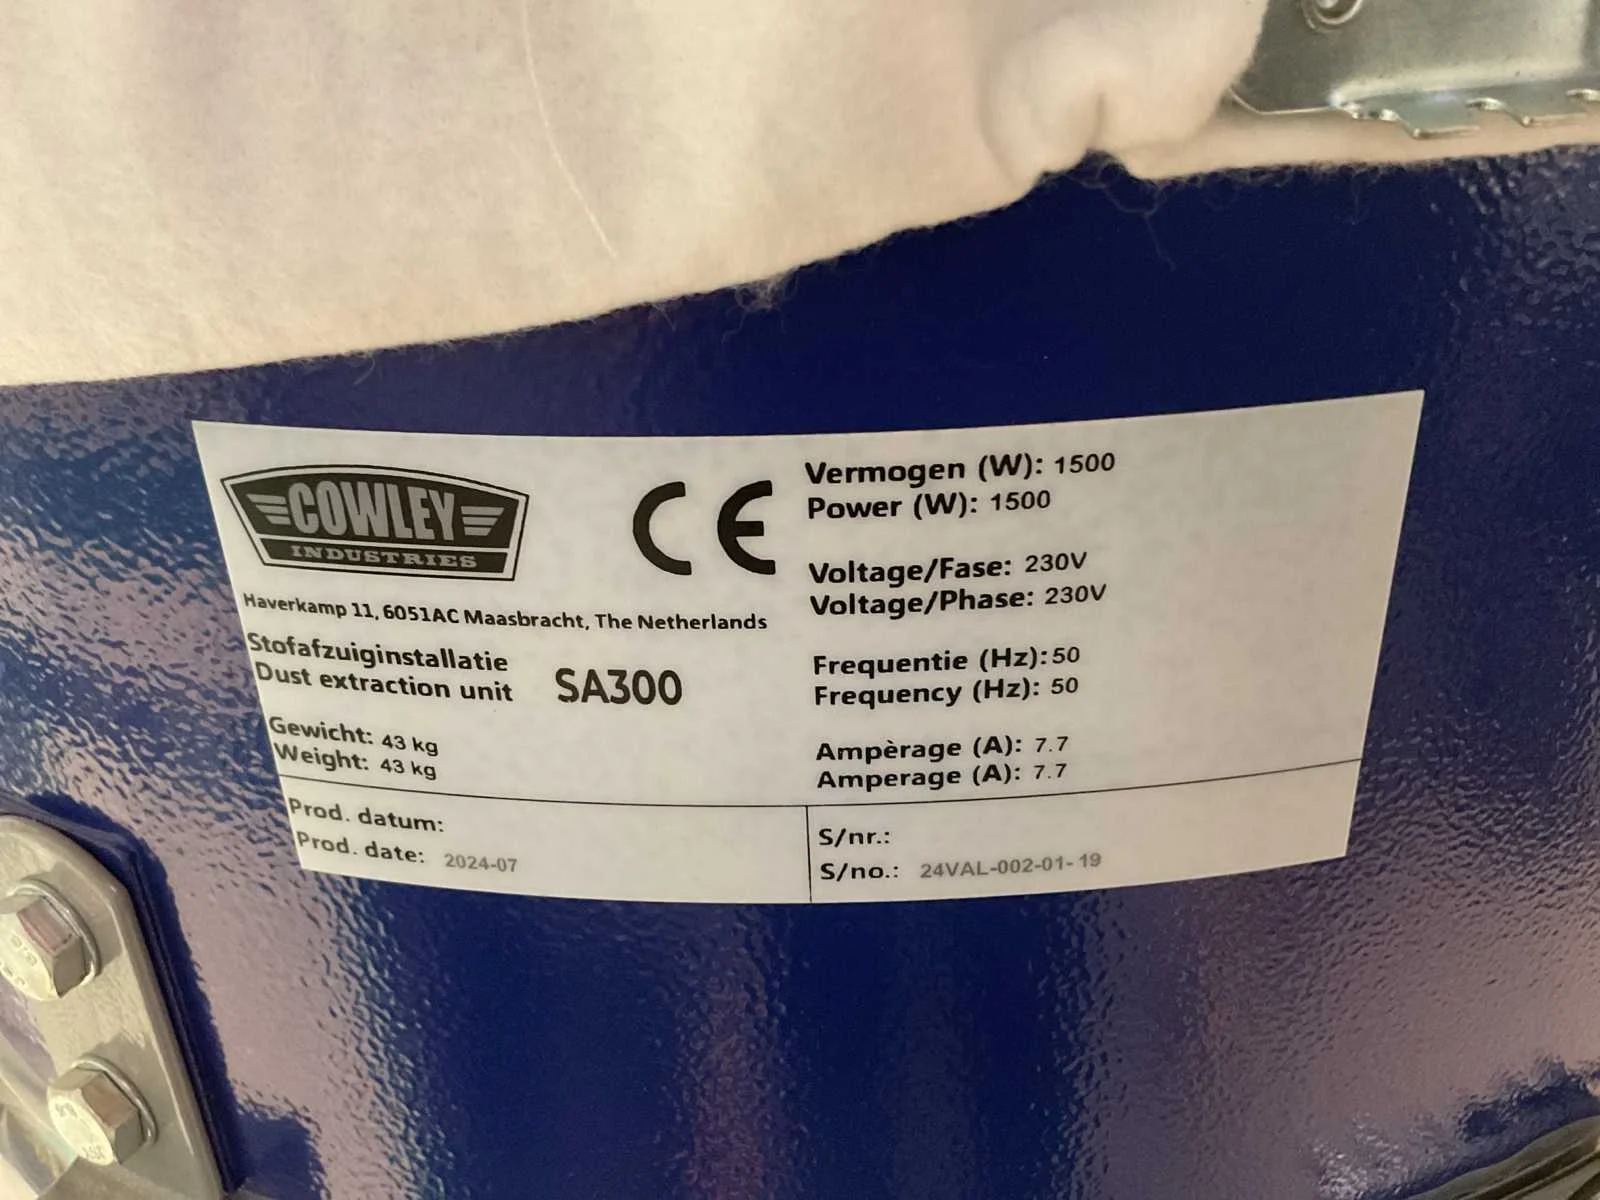 COWLEY
INDUSTRIES
CE
Haverkamp 11, 6051AC Maasbracht, The Netherlands
Stofafzuiginstallatie
Dust extraction unit
SA300
Gewicht: 43 kg
Weight: 43 kg
Vermogen (W): 1500
Power (W): 1500
Voltage/Fase: 230V
Voltage/Phase: 230V
Frequentie (Hz): 50
Frequency (Hz): 50
Ampèrage (A): 7.7
Amperage (A): 7.7
Prod. datum:
Prod. date: 2024-07
S/nr.:
S/no.: 24VAL-002-01-19